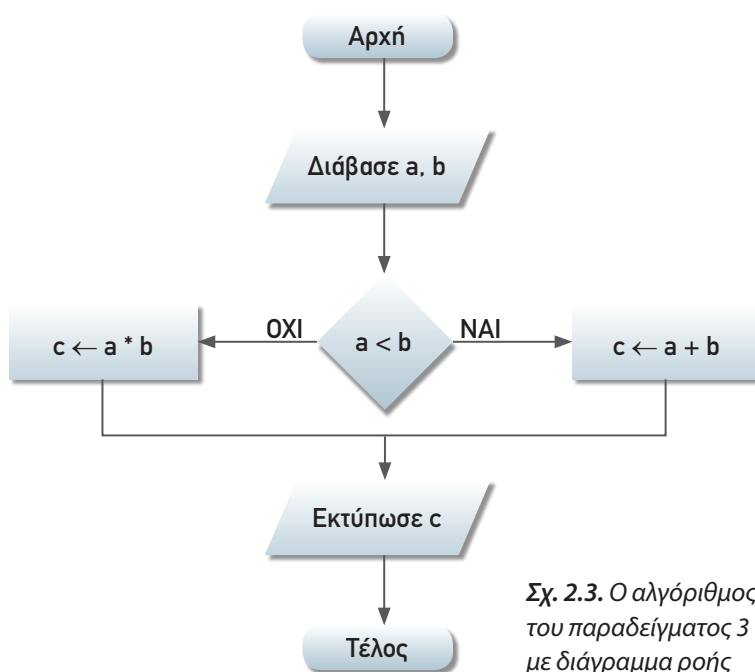 Αρχή
Διάβασε a, b
ΟΧΙ
a < b
ΝΑΙ
c ← a * b
c ← a + b
Εκτύπωσε c
Τέλος
Σχ. 2.3. Ο αλγόριθμος
του παραδείγματος 3
με διάγραμμα ροής